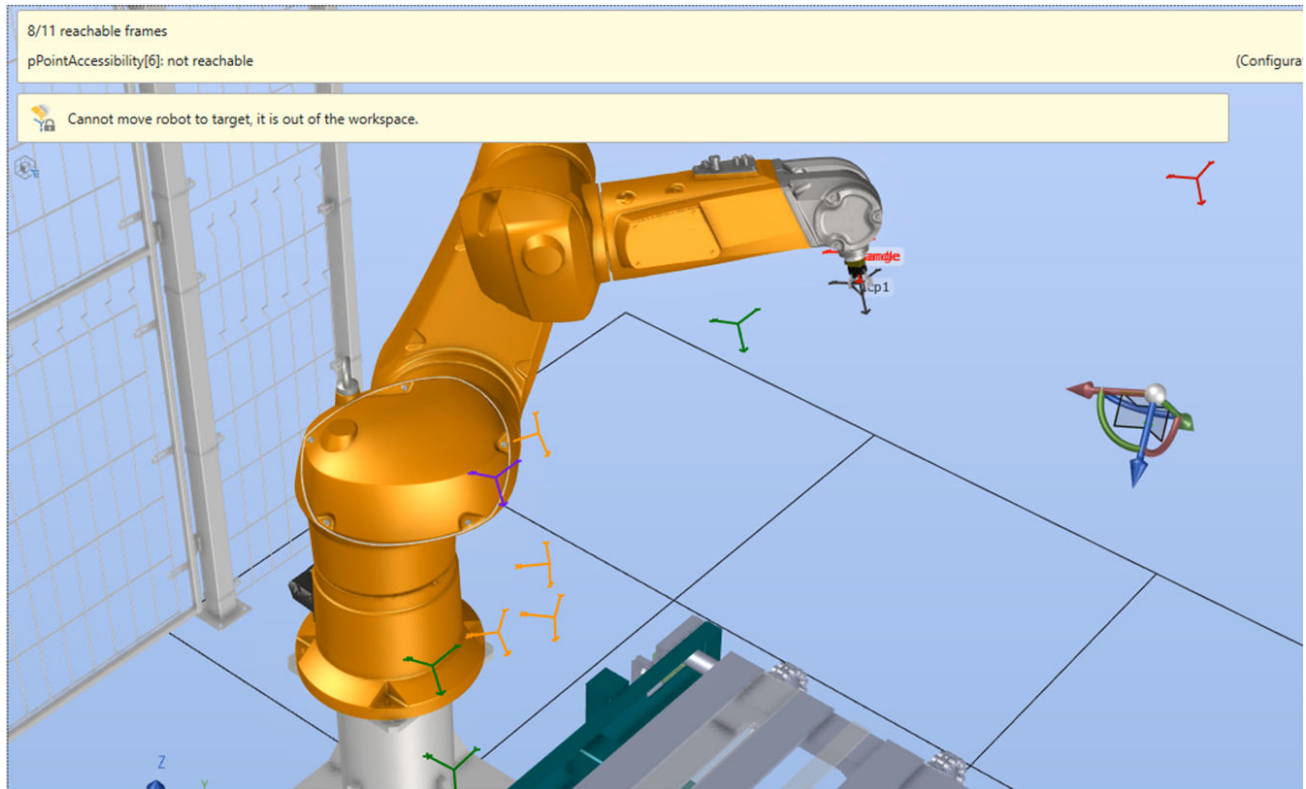 8/11 reachable frames
pPointAccessibility[6]: not reachable
(Configura
Cannot move robot to target, it is out of the workspace.
tcp1
Z
Y